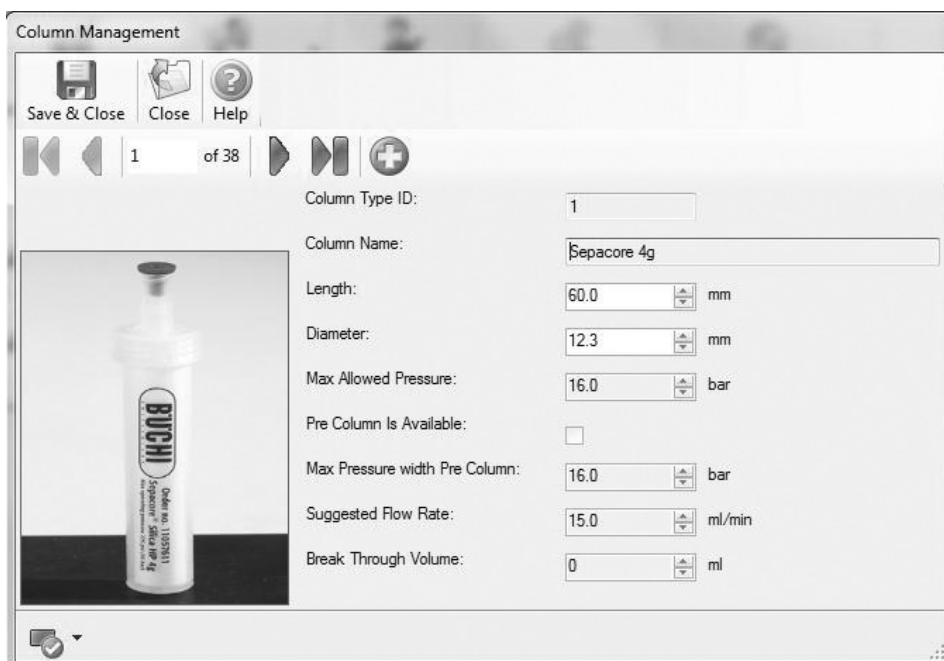 Column Management
Save & Close Close Help
1 of 38
Column Type ID: 1
Column Name: Sepacore 4g
Length: 60.0 mm
Diameter: 12.3 mm
Max Allowed Pressure: 16.0 bar
Pre Column Is Available:
Max Pressure width Pre Column: 16.0 bar
Suggested Flow Rate: 15.0 ml/min
Break Through Volume: 0 ml
BÜCHI
Order no. 11057611
Sepacore® Silica HP 4g